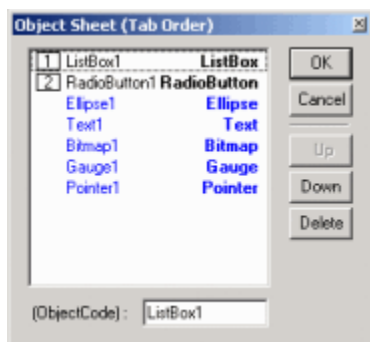 Object Sheet (Tab Order)
1 ListBox1 ListBox
2 RadioButton1 RadioButton
Ellipse1 Ellipse
Text1 Text
Bitmap1 Bitmap
Gauge1 Gauge
Pointer1 Pointer
OK
Cancel
Up
Down
Delete
(ObjectCode) : ListBox1